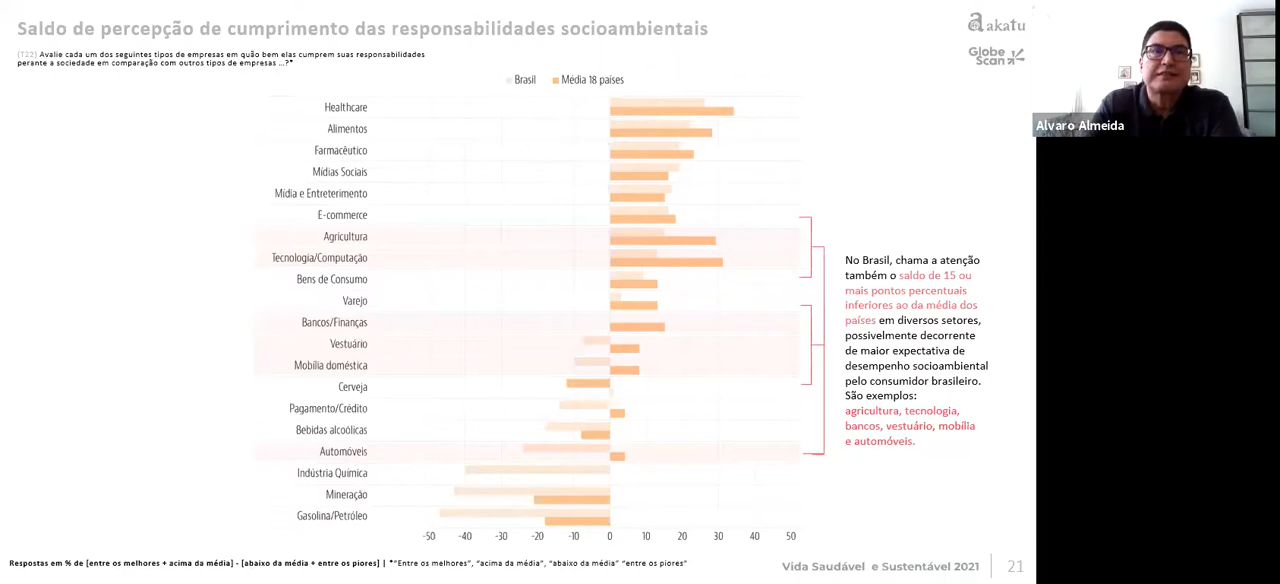 Saldo de percepção de cumprimento das responsabilidades socioambientais
(T22) Avalie cada um dos seguintes tipos de empresas em quão bem elas cumprem suas responsabilidades
perante a sociedade em comparação com outros tipos de empresas ...?*
akatu
Globe
Scan
Alvaro Almeida
Brasil
Média 18 países
Healthcare
Alimentos
Farmacêutico
Mídias Sociais
Mídia e Entreterimento
E-commerce
Agricultura
Tecnologia/Computação
Bens de Consumo
Varejo
Bancos/Finanças
Vestuário
Mobília doméstica
Cerveja
Pagamento/Crédito
Bebidas alcoólicas
Automóveis
Indústria Química
Mineração
Gasolina/Petróleo
-50 -40 -30 -20 -10 0 10 20 30 40 50
No Brasil, chama a atenção
também o saldo de 15 ou
mais pontos percentuais
inferiores ao da média dos
países em diversos setores,
possivelmente decorrente
de maior expectativa de
desempenho socioambiental
pelo consumidor brasileiro.
São exemplos:
agricultura, tecnologia,
bancos, vestuário, mobília
e automóveis.
Respostas em % de [entre os melhores + acima da média] - [abaixo da média + entre os piores] | *"Entre os melhores", "acima da média", "abaixo da média" "entre os piores"
Vida Saudável e Sustentável 2021
21